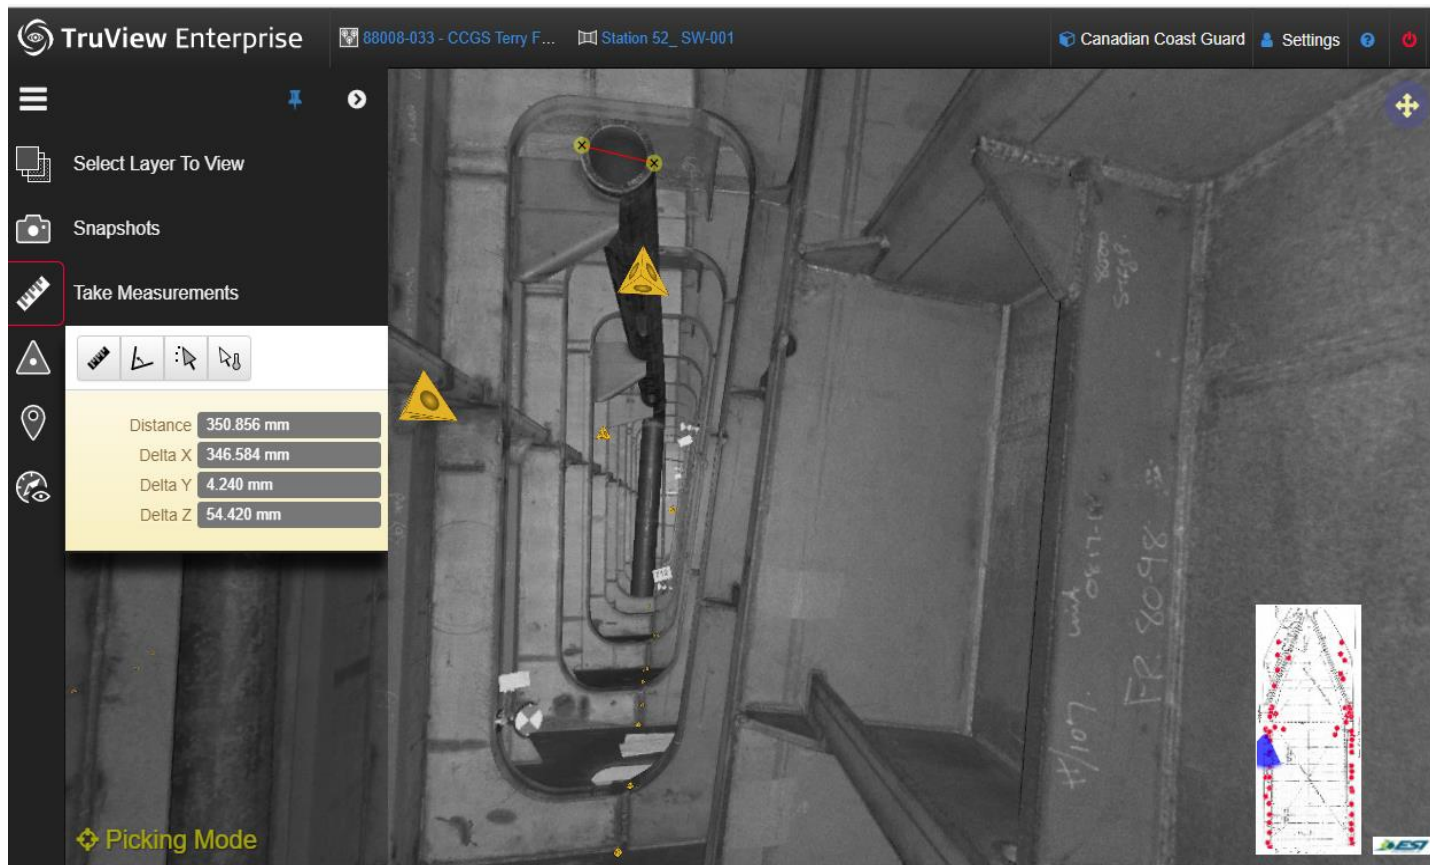 TruView Enterprise
88008-033 - CCGS Terry F...
Station 52_ SW-001
Canadian Coast Guard
Settings
?
Select Layer To View
Snapshots
Take Measurements
Distance 350.856 mm
Delta X 346.584 mm
Delta Y 4.240 mm
Delta Z 54.420 mm
FR 8098
Picking Mode
ESI